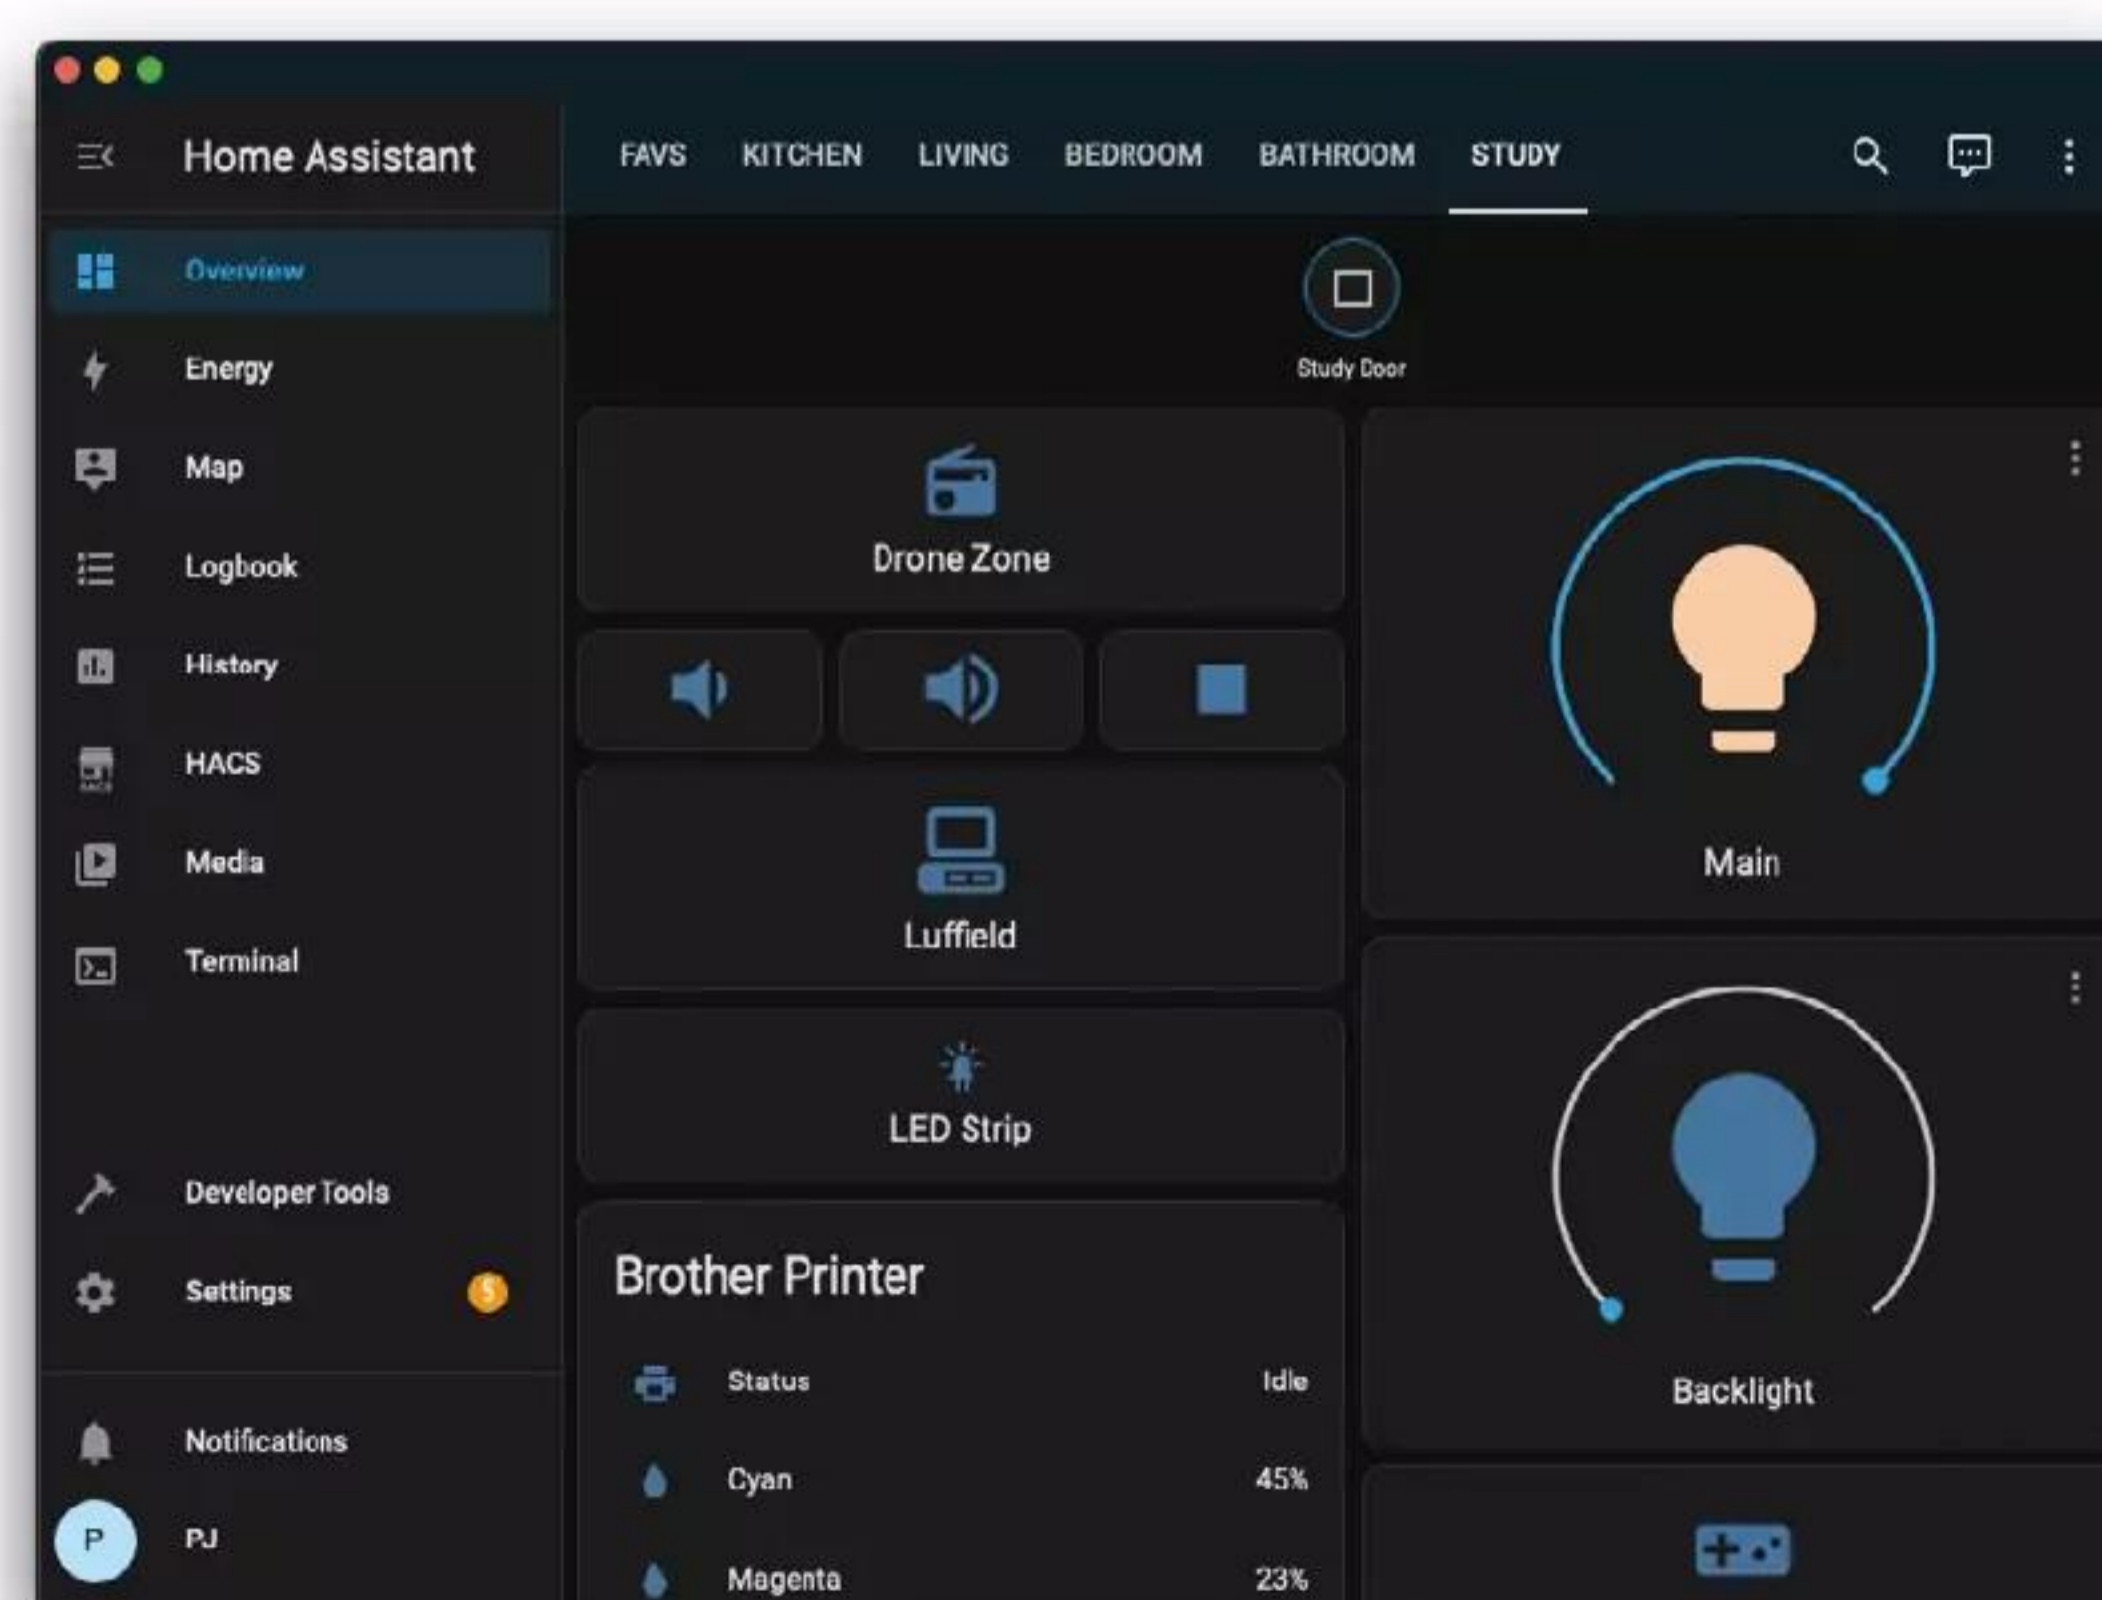 Home Assistant
FAVS KITCHEN LIVING BEDROOM BATHROOM STUDY
Overview
Energy
Map
Logbook
History
HACS
Media
Terminal
Developer Tools
Settings 5
Notifications
P PJ
Study Door
Drone Zone
Luffield
LED Strip
Brother Printer
Status Idle
Cyan 45%
Magenta 23%
Main
Backlight